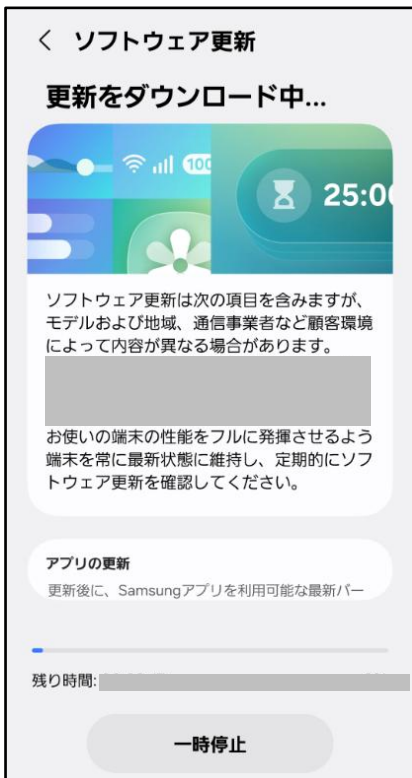 < ソフトウェア更新
更新をダウンロード中...
100
25:00
ソフトウェア更新は次の項目を含みますが、
モデルおよび地域、通信事業者など顧客環境
によって内容が異なる場合があります。
お使いの端末の性能をフルに発揮させるよう
端末を常に最新状態に維持し、定期的にソフ
トウェア更新を確認してください。
アプリの更新
更新後に、Samsungアプリを利用可能な最新バー
残り時間:
一時停止